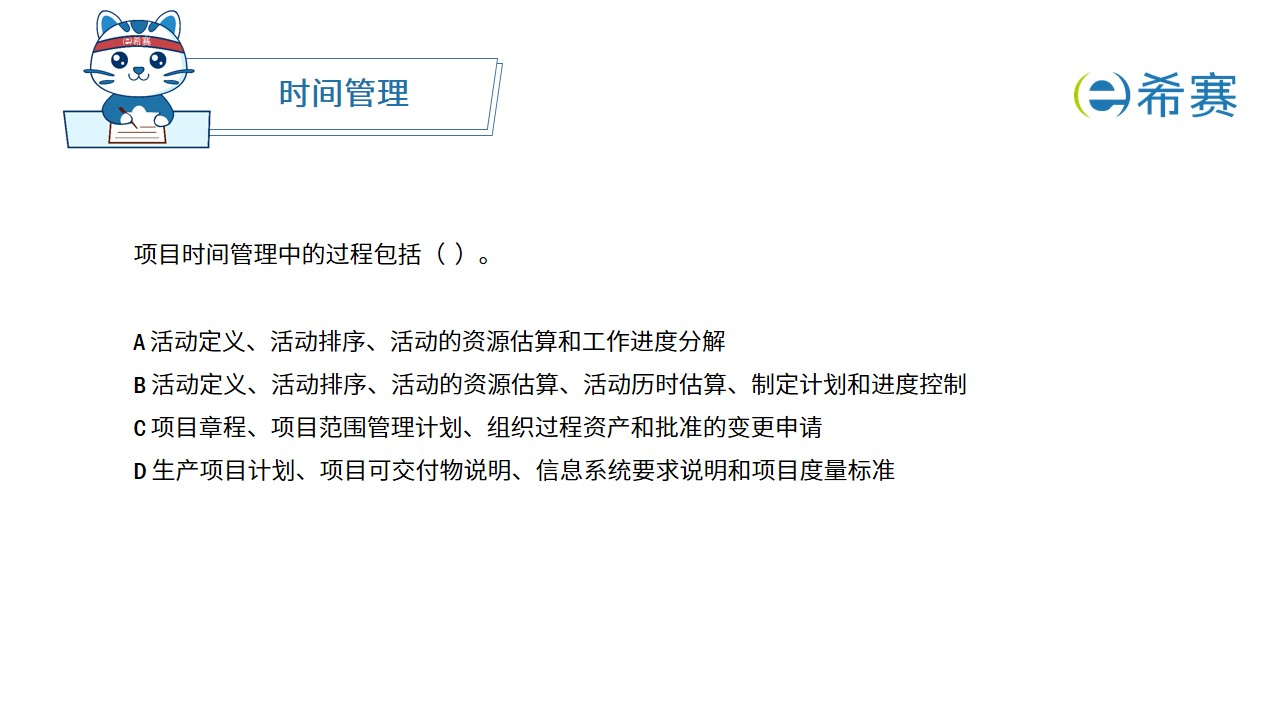 希赛
时间管理
希赛
项目时间管理中的过程包括（ ）。
A 活动定义、活动排序、活动的资源估算和工作进度分解
B 活动定义、活动排序、活动的资源估算、活动历时估算、制定计划和进度控制
C 项目章程、项目范围管理计划、组织过程资产和批准的变更申请
D 生产项目计划、项目可交付物说明、信息系统要求说明和项目度量标准